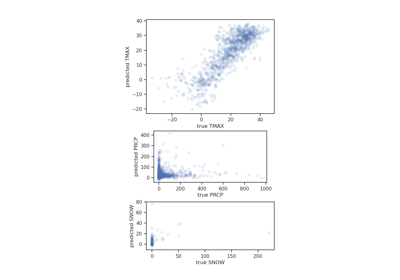 40
30
20
10
0
−10
−20
predicted TMAX
−20 0 20 40
true TMAX
400
300
200
100
0
predicted PRCP
0 200 400 600 800 1000
true PRCP
80
60
40
20
0
predicted SNOW
0 50 100 150 200
true SNOW